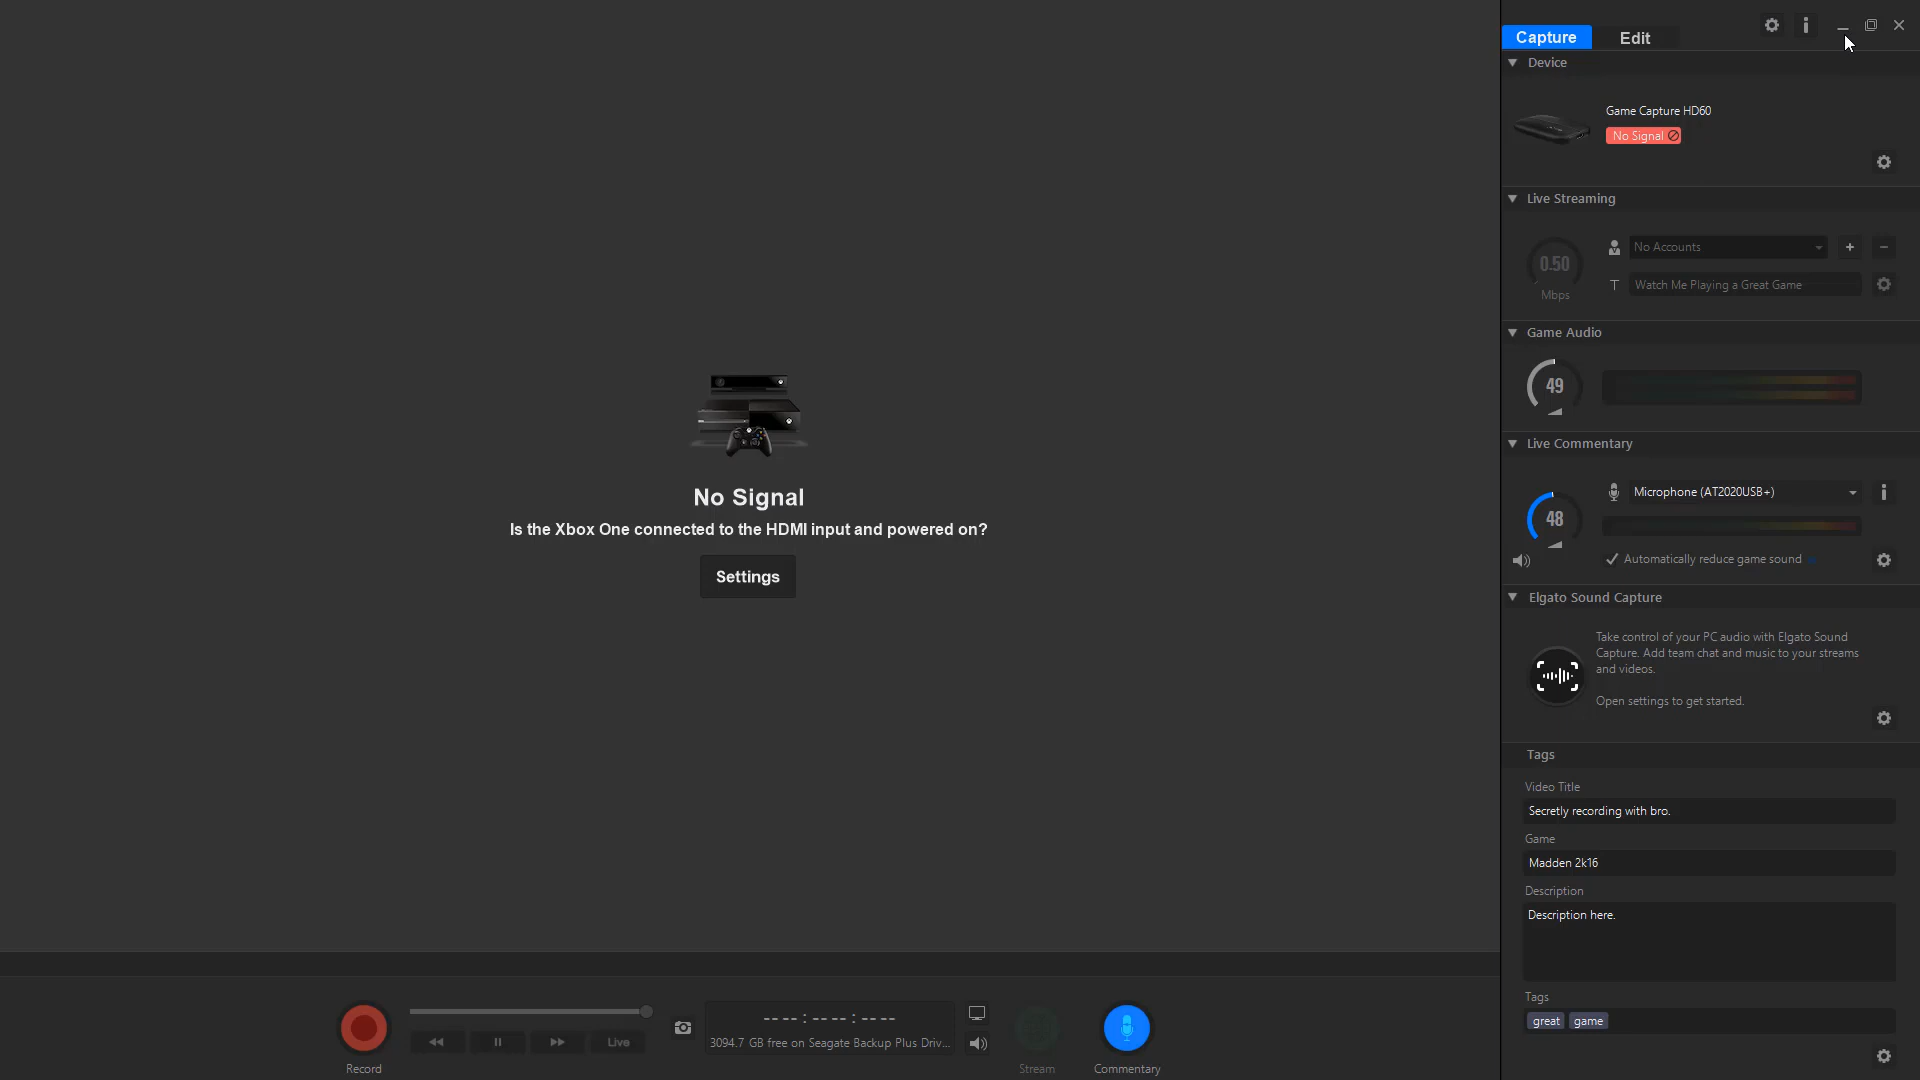 Capture
Edit
Device
Game Capture HD60
No Signal
Live Streaming
0.50
Mbps
No Accounts
Watch Me Playing a Great Game
Game Audio
49
Live Commentary
48
Microphone (AT2020USB+)
Automatically reduce game sound
Elgato Sound Capture
Take control of your PC audio with Elgato Sound
Capture. Add team chat and music to your streams
and videos.
Open settings to get started.
Tags
Video Title
Secretly recording with bro.
Game
Madden 2k16
Description
Description here.
Tags
great game
No Signal
Is the Xbox One connected to the HDMI input and powered on?
Settings
Record
Live
-- -- : -- -- : -- --
3094.7 GB free on Seagate Backup Plus Driv...
Stream
Commentary